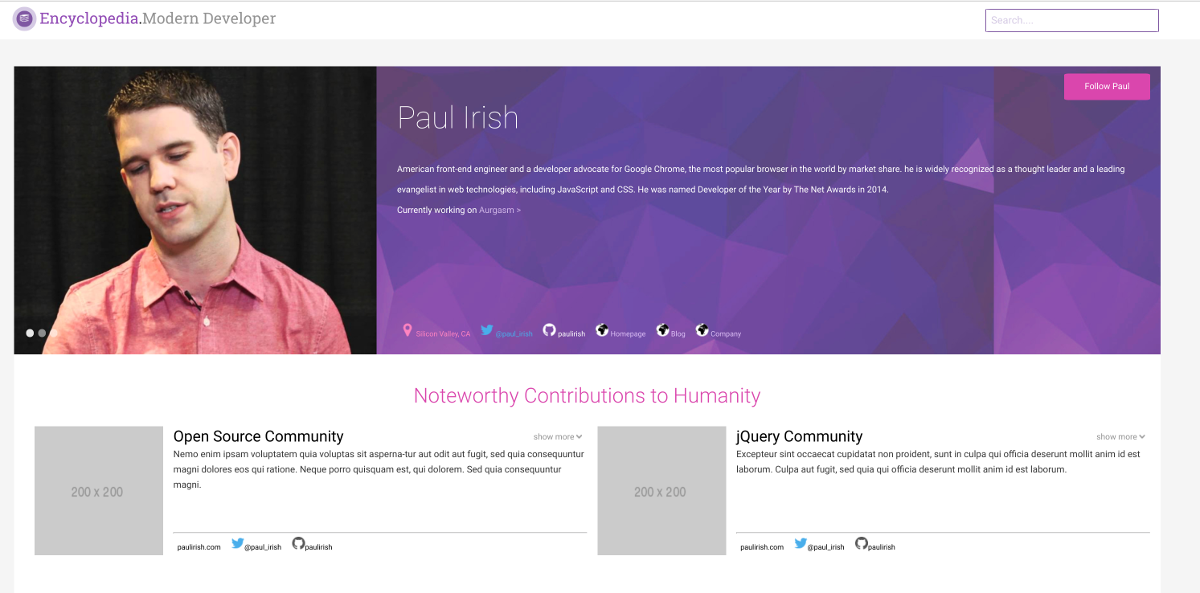 Encyclopedia.Modern Developer
Search....
Follow Paul
Paul Irish
American front-end engineer and a developer advocate for Google Chrome, the most popular browser in the world by market share. he is widely recognized as a thought leader and a leading
evangelist in web technologies, including JavaScript and CSS. He was named Developer of the Year by The Net Awards in 2014.
Currently working on Aurgasm >
Silicon Valley, CA @paul_irish paulirish Homepage Blog Company
Noteworthy Contributions to Humanity
200 x 200
Open Source Community
show more
Nemo enim ipsam voluptatem quia voluptas sit asperna-tur aut odit aut fugit, sed quia consequuntur
magni dolores eos qui ratione. Neque porro quisquam est, qui dolorem. Sed quia consequuntur
magni.
paulirish.com @paul_irish paulirish
200 x 200
jQuery Community
show more
Excepteur sint occaecat cupidatat non proident, sunt in culpa qui officia deserunt mollit anim id est
laborum. Culpa aut fugit, sed quia qui officia deserunt mollit anim id est laborum.
paulirish.com @paul_irish paulirish